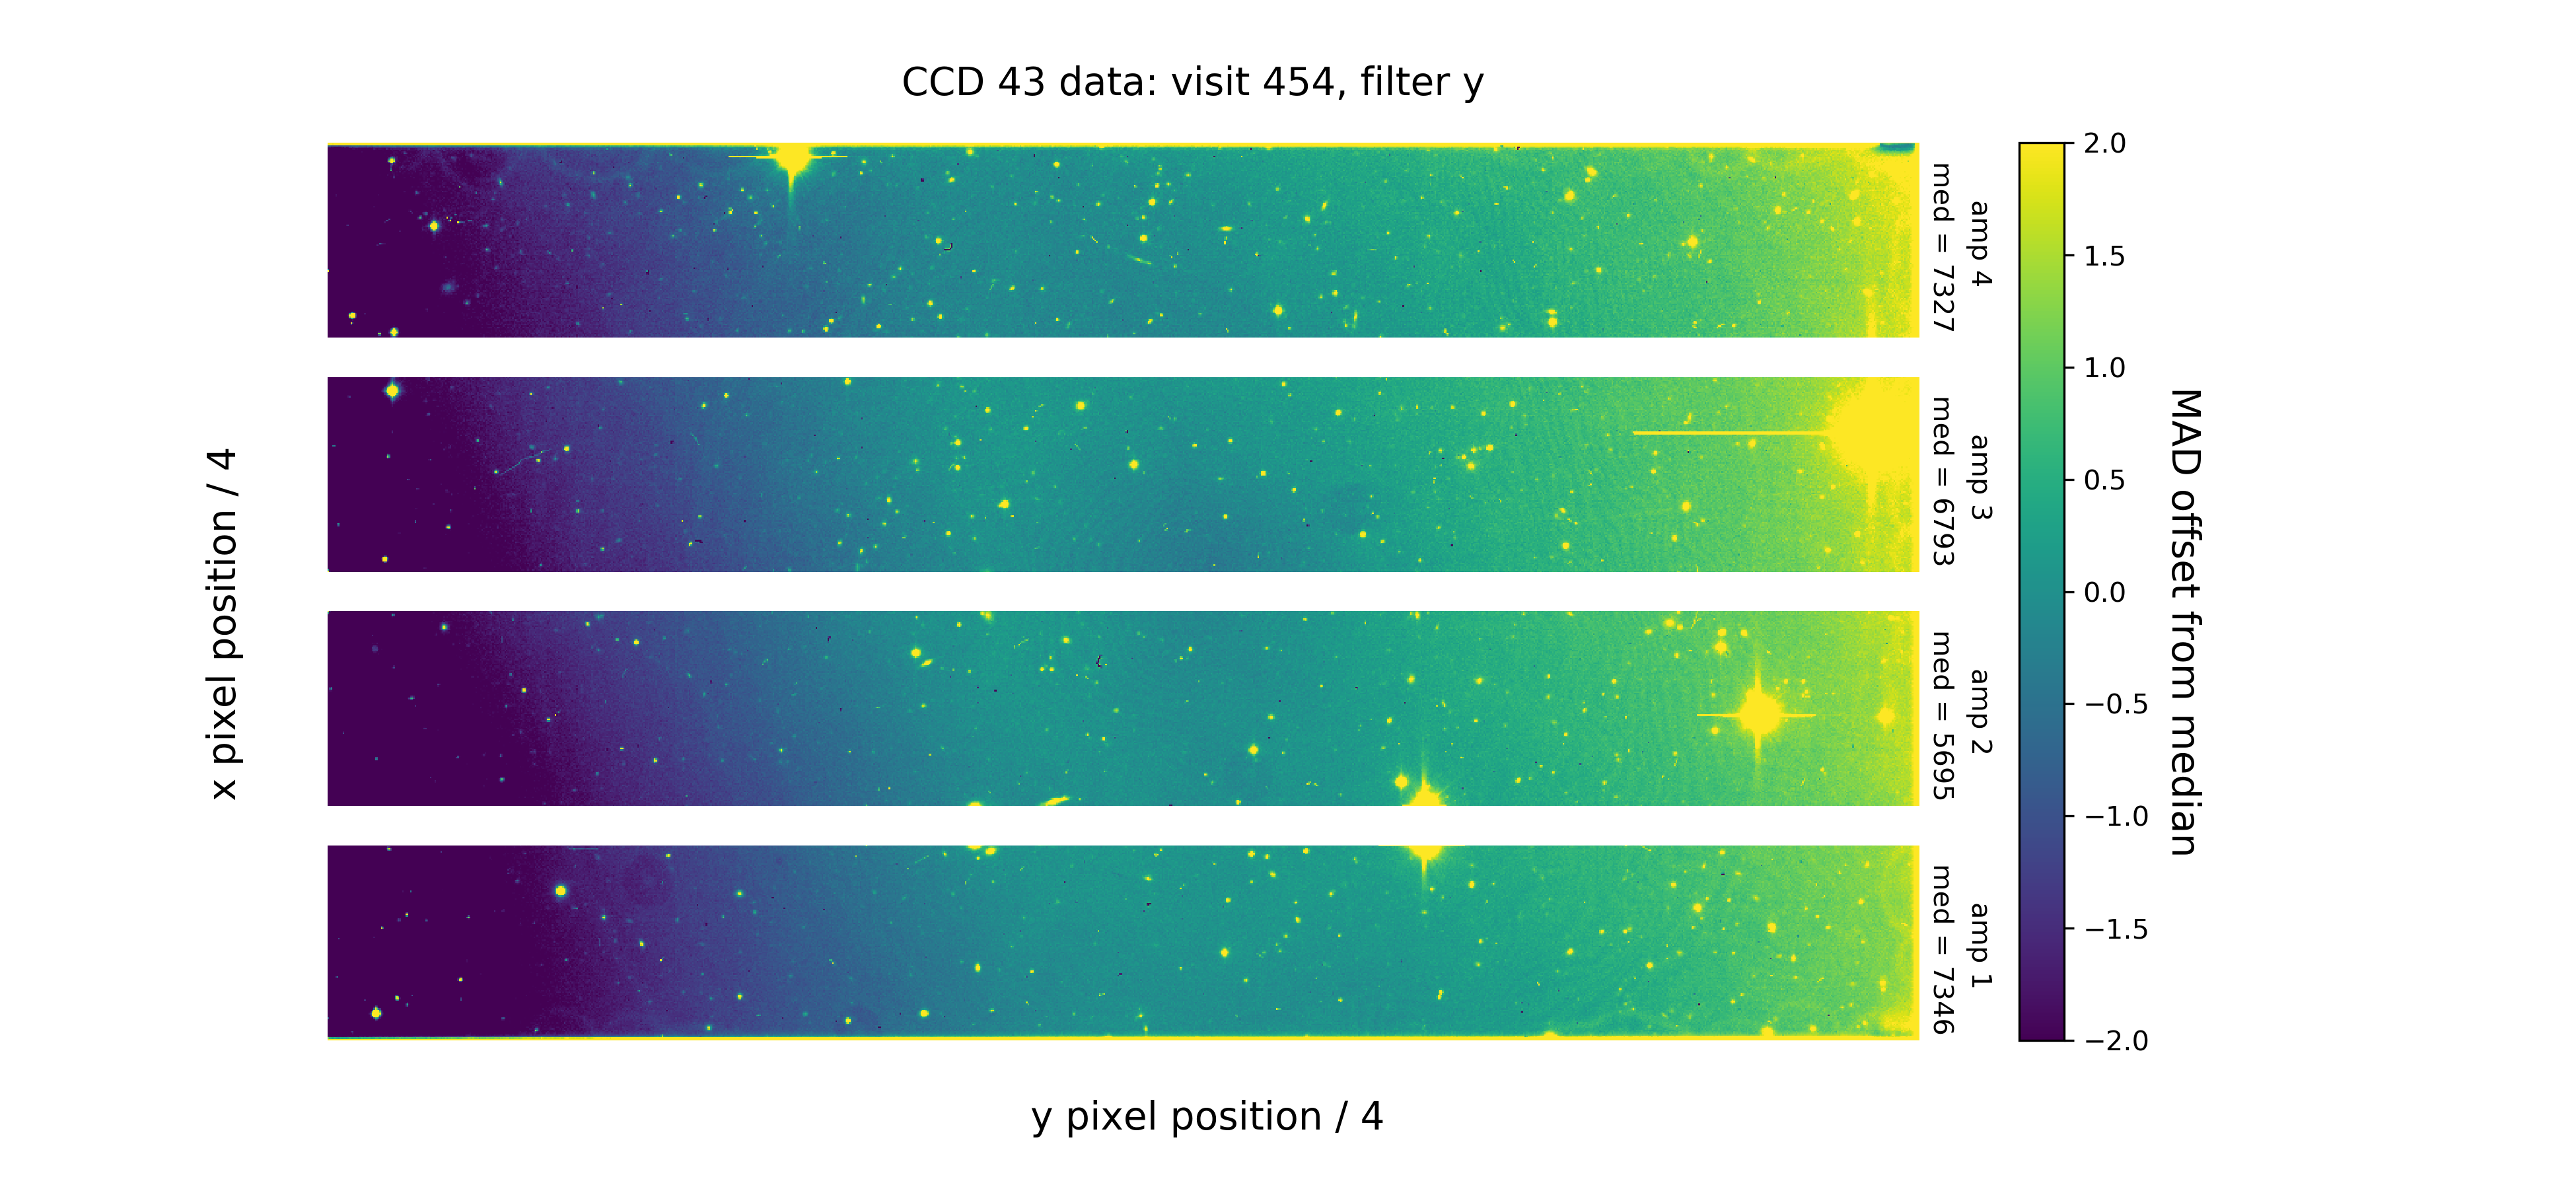 CCD 43 data: visit 454, filter y
x pixel position / 4
amp 4
med = 7327
amp 3
med = 6793
amp 2
med = 5695
amp 1
med = 7346
2.0
1.5
1.0
0.5
0.0
−0.5
−1.0
−1.5
−2.0
MAD offset from median
y pixel position / 4